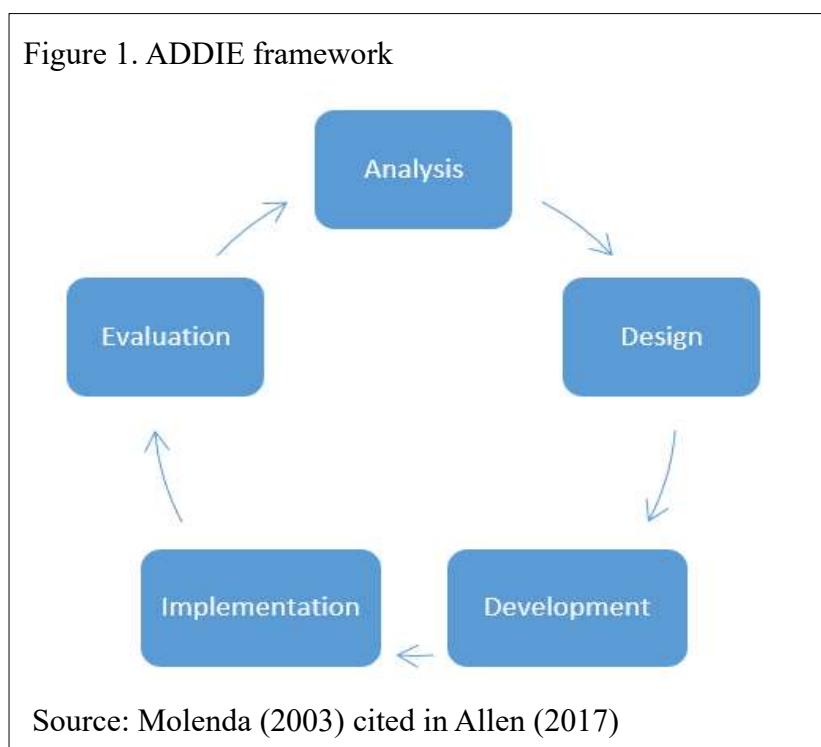 Figure 1. ADDIE framework
Analysis
Evaluation
Design
Implementation
Development
Source: Molenda (2003) cited in Allen (2017)